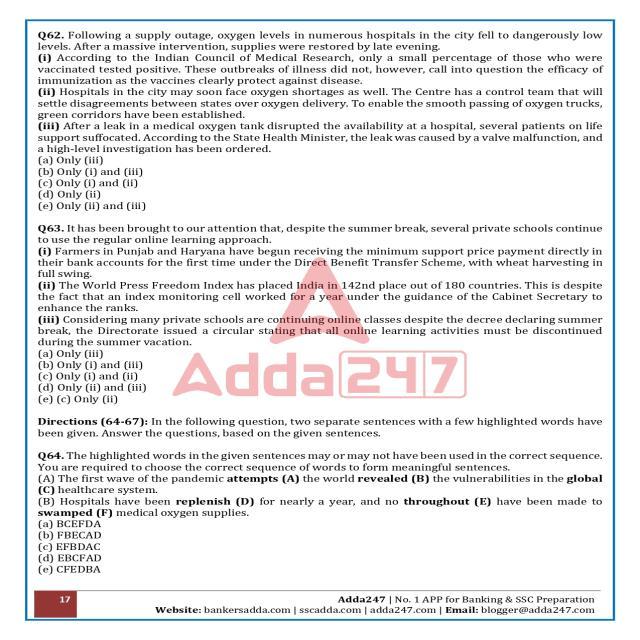 Q62. Following a supply outage, oxygen levels in numerous hospitals in the city fell to dangerously low
levels. After a massive intervention, supplies were restored by late evening.
(i) According to the Indian Council of Medical Research, only a small percentage of those who were
vaccinated tested positive. These outbreaks of illness did not, however, call into question the efficacy of
immunization as the vaccines clearly protect against disease.
(ii) Hospitals in the city may soon face oxygen shortages as well. The Centre has a control team that will
settle disagreements between states over oxygen delivery. To enable the smooth passing of oxygen trucks,
green corridors have been established.
(iii) After a leak in a medical oxygen tank disrupted the availability at a hospital, several patients on life
support suffocated. According to the State Health Minister, the leak was caused by a valve malfunction, and
a high-level investigation has been ordered.
(a) Only (iii)
(b) Only (i) and (iii)
(c) Only (i) and (ii)
(d) Only (ii)
(e) Only (ii) and (iii)
Q63. It has been brought to our attention that, despite the summer break, several private schools continue
to use the regular online learning approach.
(i) Farmers in Punjab and Haryana have begun receiving the minimum support price payment directly in
their bank accounts for the first time under the Direct Benefit Transfer Scheme, with wheat harvesting in
full swing.
(ii) The World Press Freedom Index has placed India in 142nd place out of 180 countries. This is despite
the fact that an index monitoring cell worked for a year under the guidance of the Cabinet Secretary to
enhance the ranks.
(iii) Considering many private schools are continuing online classes despite the decree declaring summer
break, the Directorate issued a circular stating that all online learning activities must be discontinued
during the summer vacation.
(a) Only (iii)
(b) Only (i) and (iii)
(c) Only (i) and (ii)
(d) Only (ii) and (iii)
(e) (c) Only (ii)
Adda247
Directions (64-67): In the following question, two separate sentences with a few highlighted words have
been given. Answer the questions, based on the given sentences.
Q64. The highlighted words in the given sentences may or may not have been used in the correct sequence.
You are required to choose the correct sequence of words to form meaningful sentences.
(A) The first wave of the pandemic attempts (A) the world revealed (B) the vulnerabilities in the global
(C) healthcare system.
(B) Hospitals have been replenish (D) for nearly a year, and no throughout (E) have been made to
swamped (F) medical oxygen supplies.
(a) BCEFDA
(b) FBECAD
(c) EFBDAC
(d) EBCFAD
(e) CFEDBA
17
Adda247 | No. 1 APP for Banking & SSC Preparation
Website: bankersadda.com | sscadda.com | adda247.com | Email: blogger@adda247.com